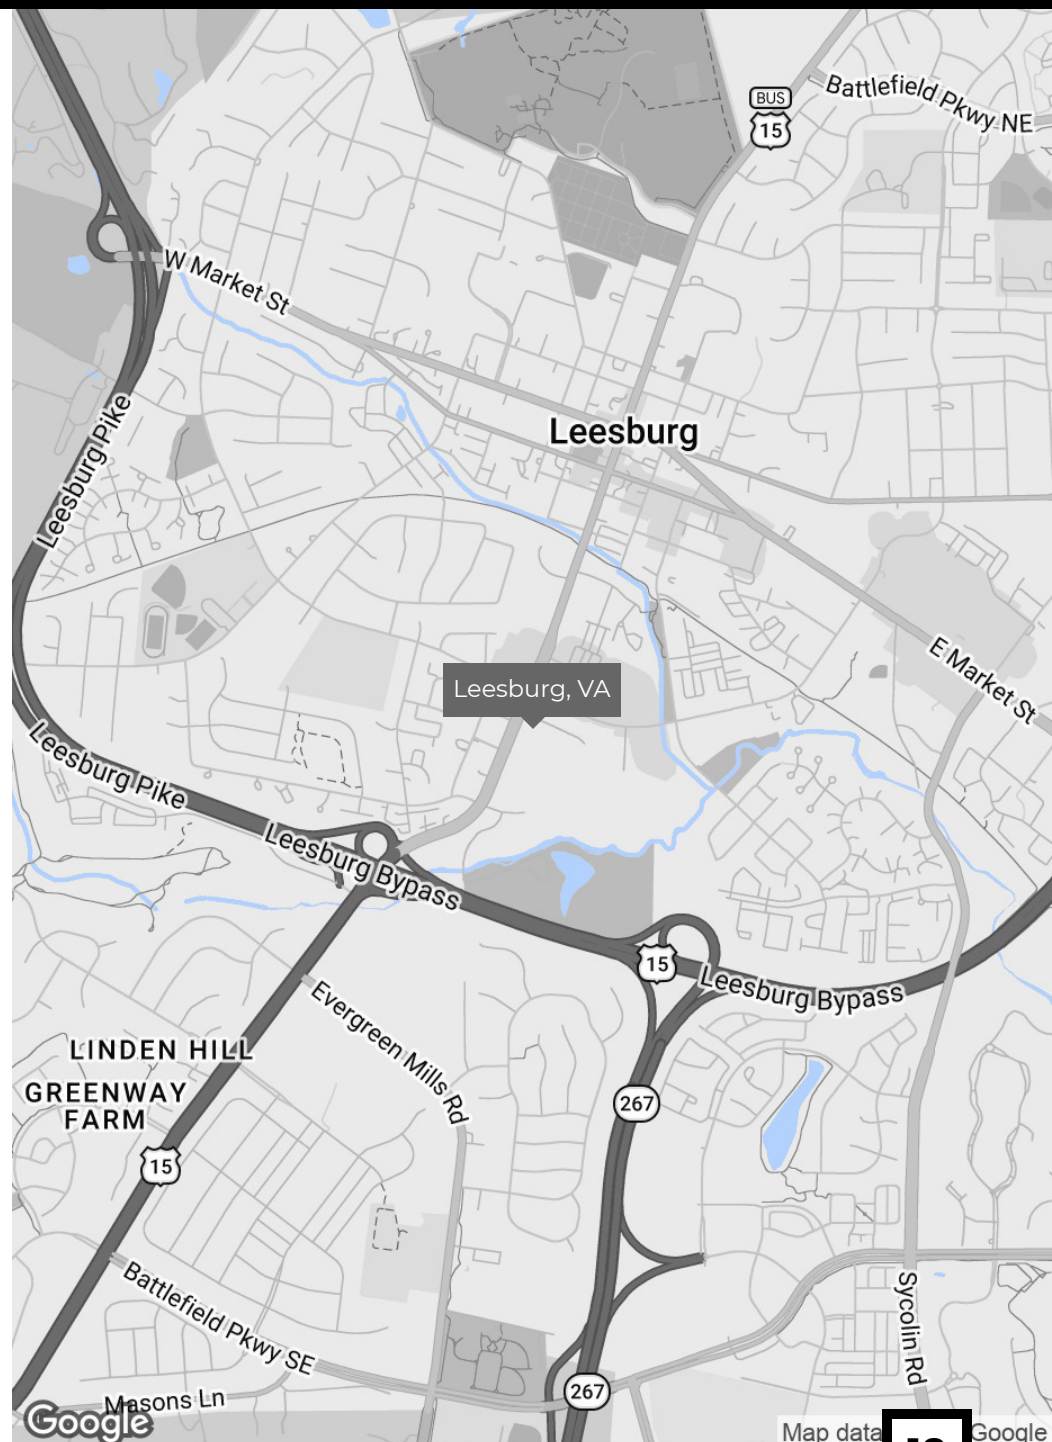 Battlefield Pkwy NE
BUS
15
W Market St
Leesburg Pike
Leesburg
E Market St
Leesburg, VA
Leesburg Pike
Leesburg Bypass
15
Leesburg Bypass
Evergreen Mills Rd
LINDEN HILL
GREENWAY
FARM
267
15
Battlefield Pkwy SE
Sycolin Rd
267
Masons Ln
Google
Map data
Google